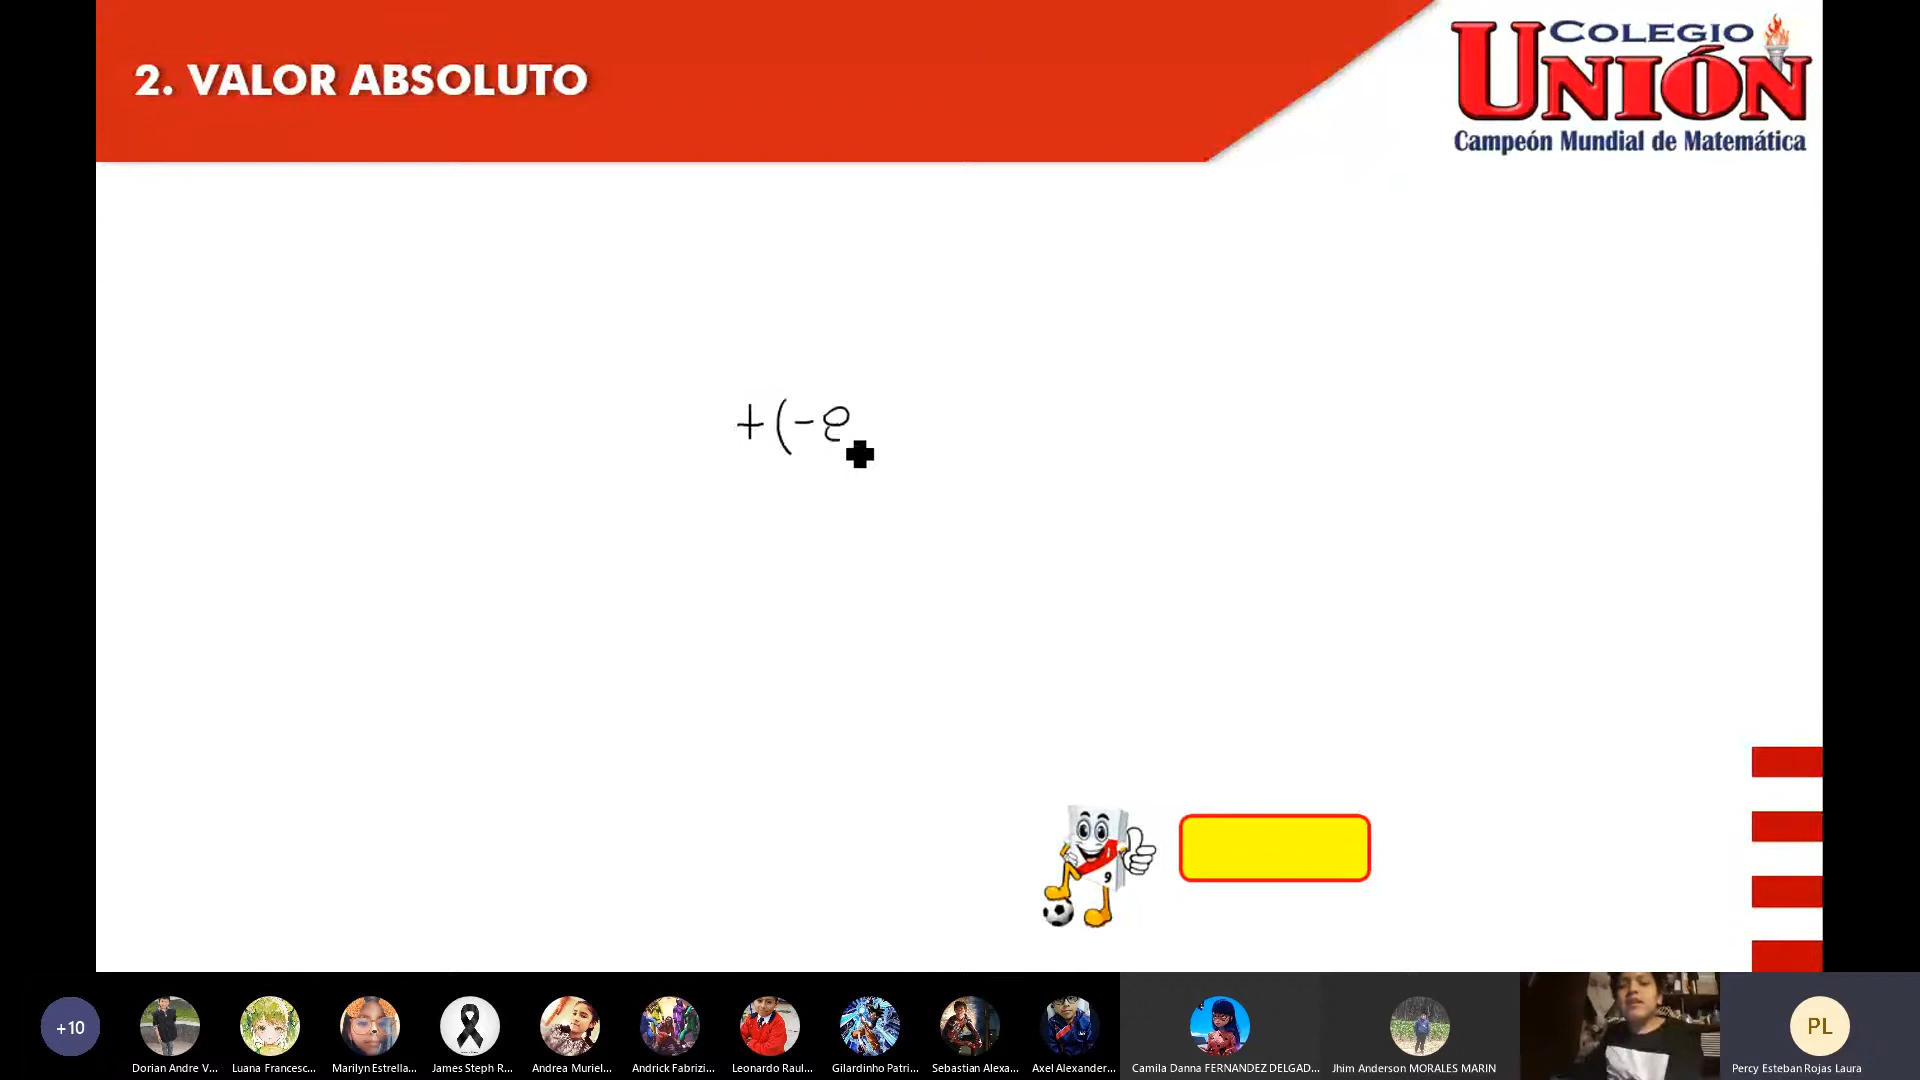 2. VALOR ABSOLUTO
COLEGIO
UNIÓN
Campeón Mundial de Matemática
+(-
9
+10
Dorian Andre V...
Luana Francesc...
Marilyn Estrella...
James Steph R...
Andrea Muriel...
Andrick Fabrizi...
Leonardo Raul...
Gilardinho Patri...
Sebastian Alexa...
Axel Alexander...
Camila Danna FERNANDEZ DELGAD...
Jhim Anderson MORALES MARIN
PL
Percy Esteban Rojas Laura